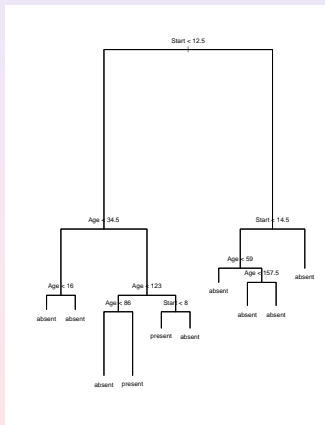 Start < 12.5
Age < 34.5
Start < 14.5
Age < 59
Age < 157.5
absent
absent
absent
absent
Age < 16
Age < 123
absent
absent
Age < 86
Start < 8
present
absent
absent
present